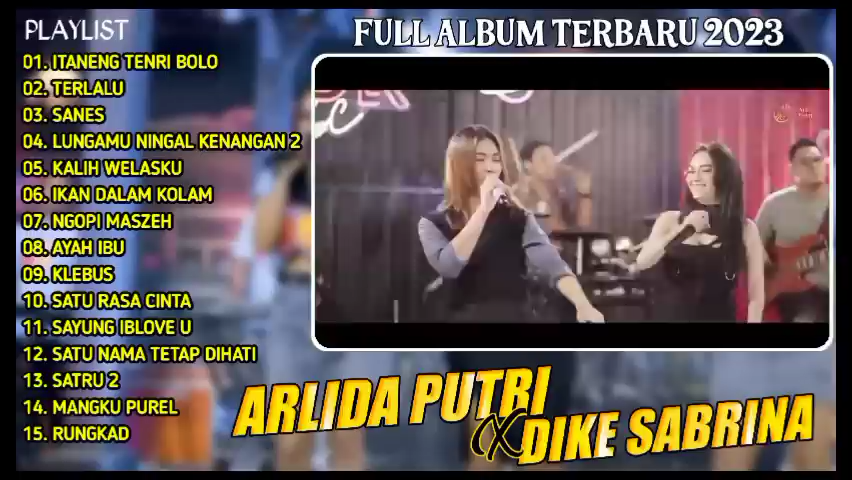 PLAYLIST
FULL ALBUM TERBARU 2023
01. ITANENG TENRI BOLO
02. TERLALU
03. SANES
04. LUNGAMU NINGAL KENANGAN 2
05. KALIH WELASKU
06. IKAN DALAM KOLAM
07. NGOPI MASZEH
08. AYAH IBU
09. KLEBUS
10. SATU RASA CINTA
11. SAYUNG IBLOVE U
12. SATU NAMA TETAP DIHATI
13. SATRU 2
14. MANGKU PUREL
15. RUNGKAD
ARLIDA PUTRI
X DIKE SABRINA